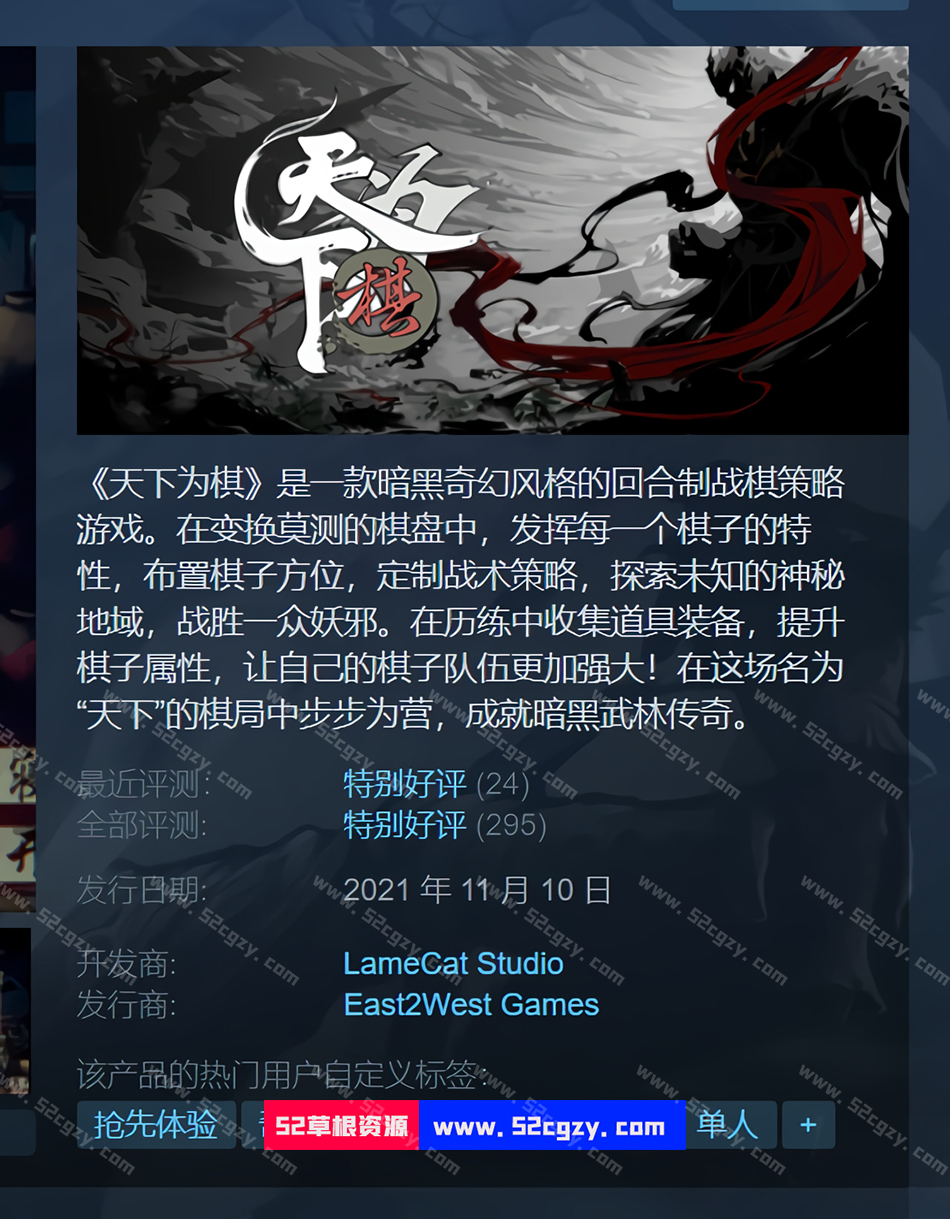 天为
下棋
《天下为棋》是一款暗黑奇幻风格的回合制战棋策略
游戏。在变换莫测的棋盘中，发挥每一个棋子的特
性，布置棋子方位，定制战术策略，探索未知的神秘
地域，战胜一众妖邪。在历练中收集道具装备，提升
棋子属性，让自己的棋子队伍更加强大！在这场名为
“天下”的棋局中步步为营，成就暗黑武林传奇。
最近评测： 特别好评 (24)
全部评测: 特别好评 (295)
发行日期: 2021 年 11 月 10 日
开发商: LameCat Studio
发行商: East2West Games
该产品的热门用户自定义标签:
抢先体验 52草根资源 www.52cgzy.com 单人 +
www.52cgzy.com